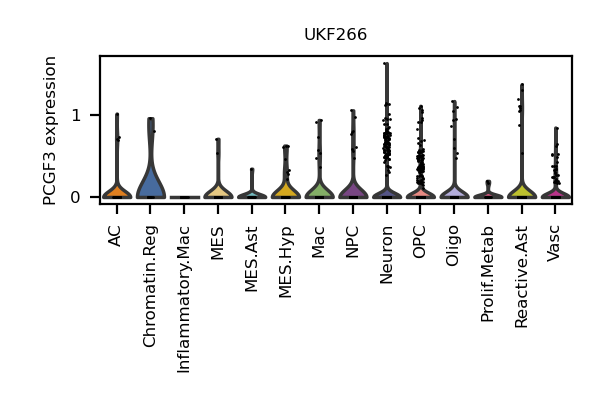 UKF266
PCGF3 expression
1
0
AC
Chromatin.Reg
Inflammatory.Mac
MES
MES.Ast
MES.Hyp
Mac
NPC
Neuron
OPC
Oligo
Prolif.Metab
Reactive.Ast
Vasc